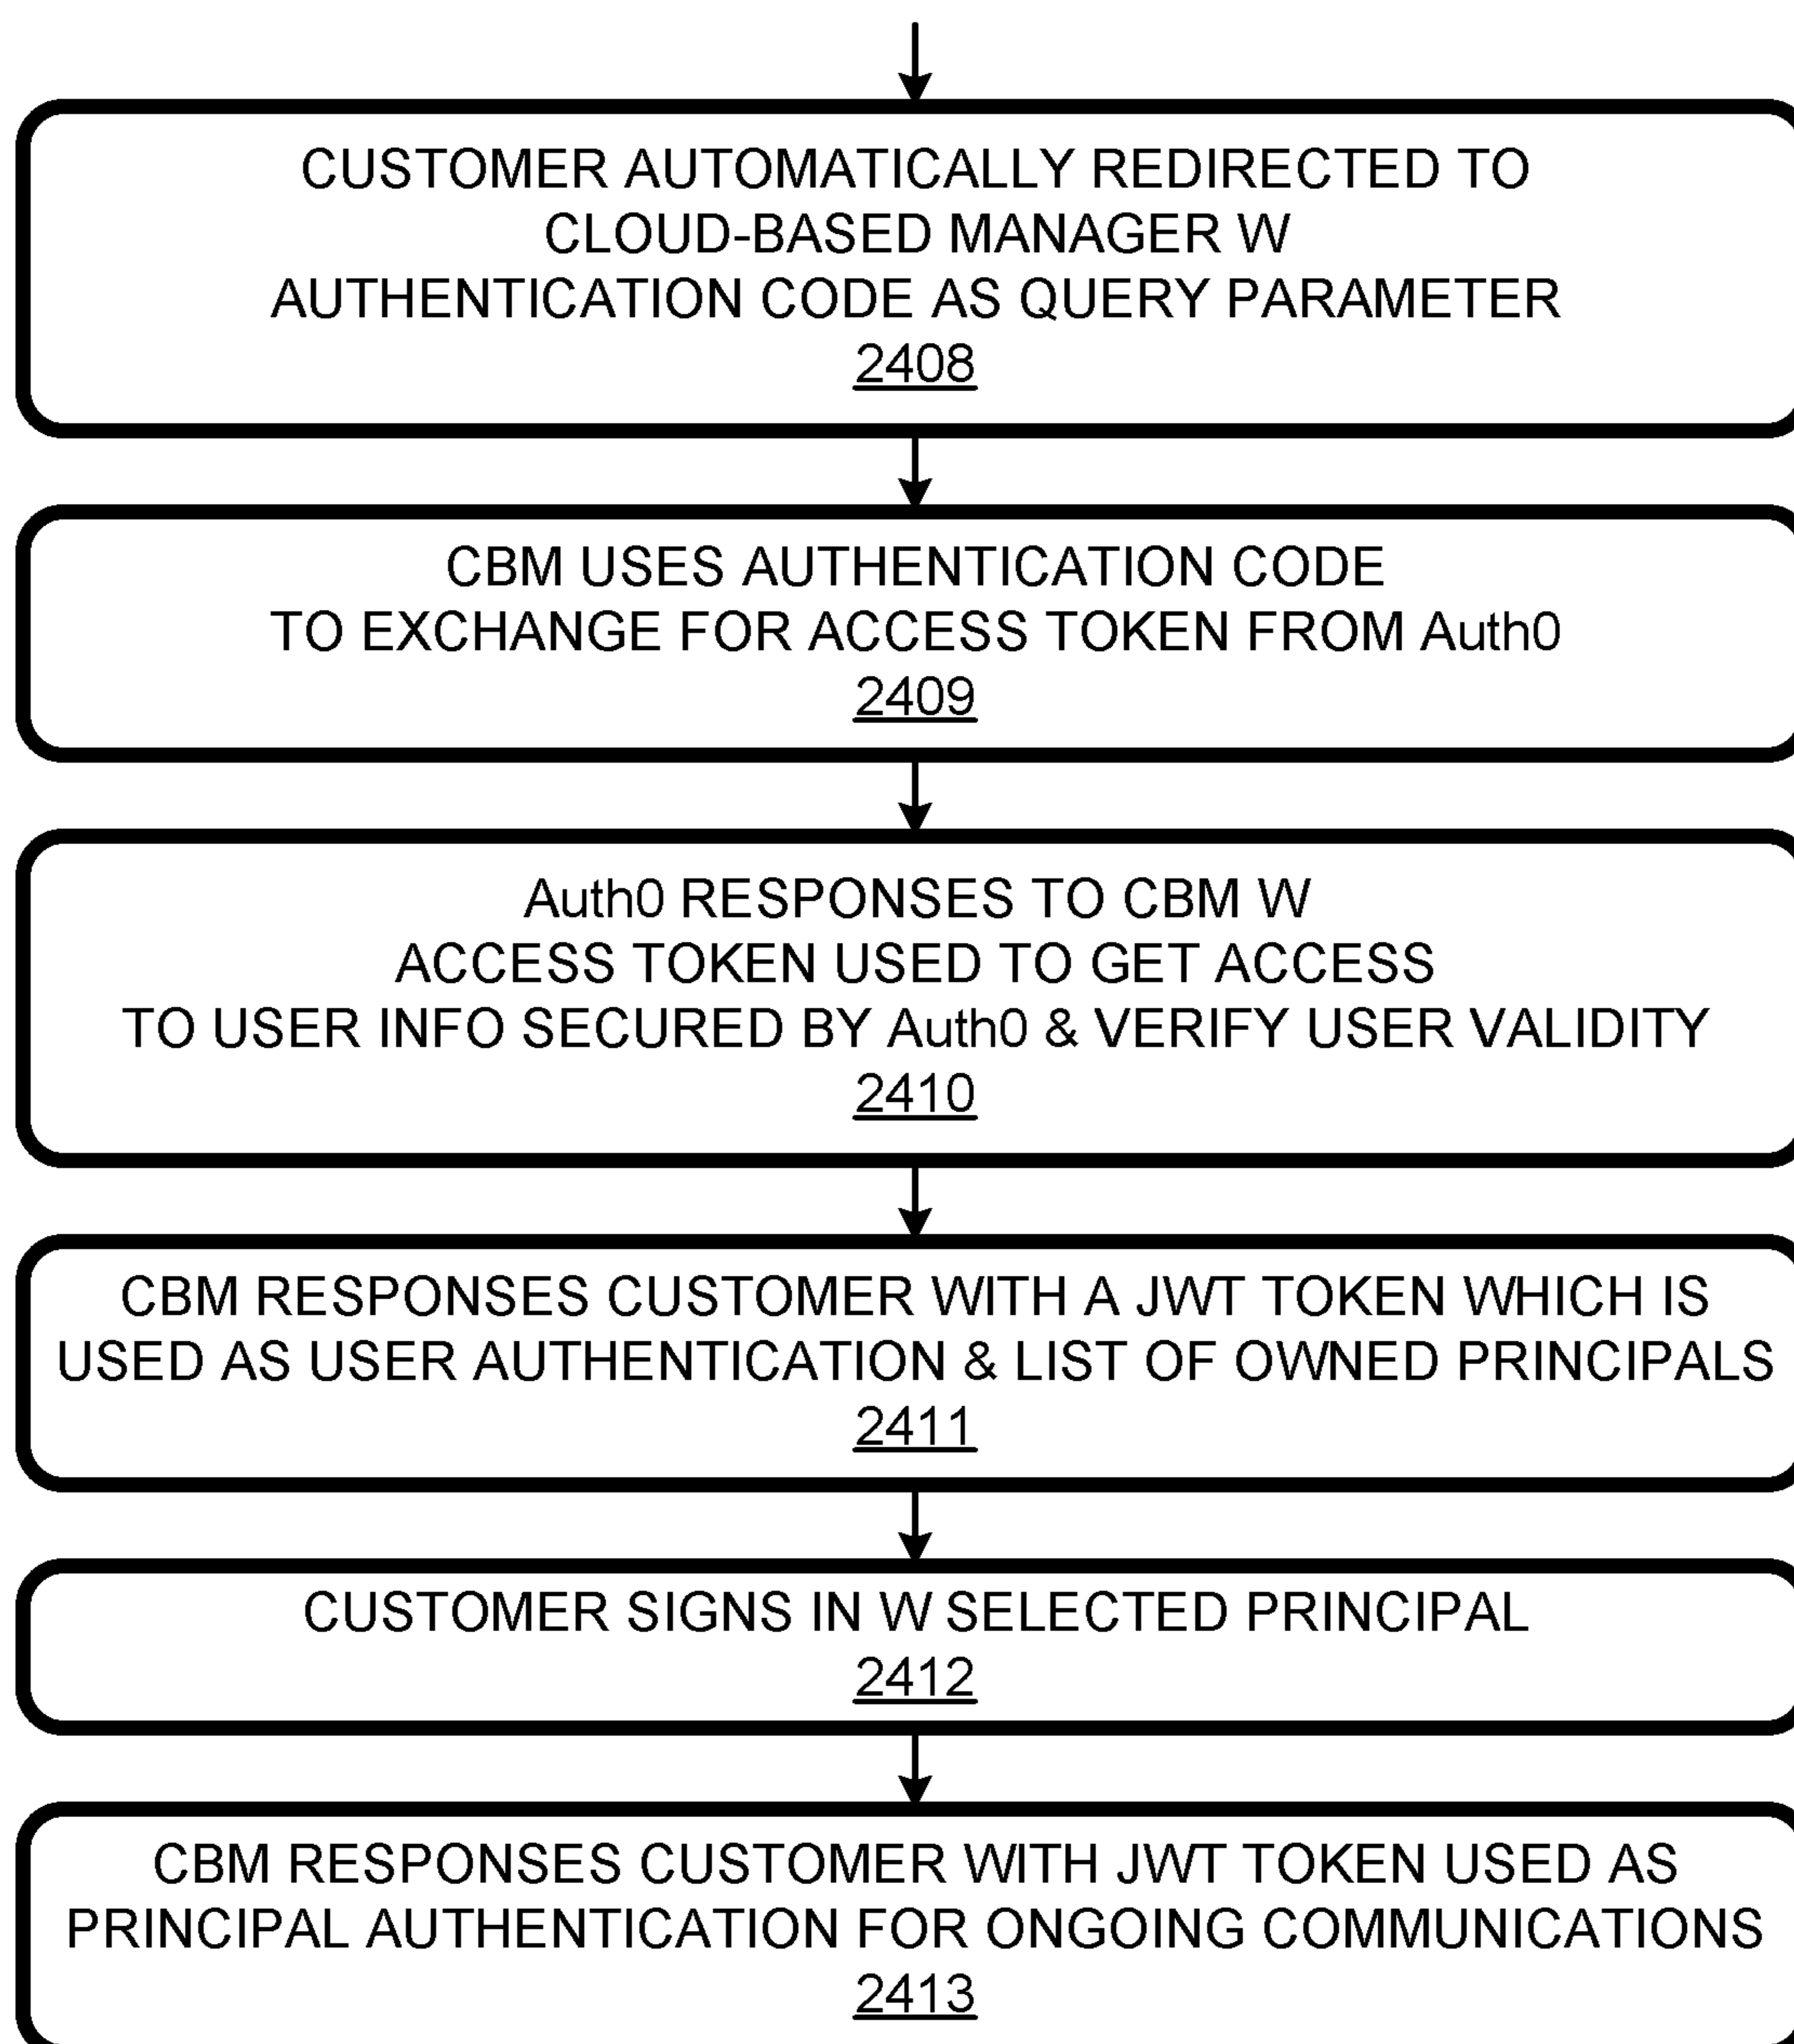 CUSTOMER AUTOMATICALLY REDIRECTED TO
CLOUD-BASED MANAGER W
AUTHENTICATION CODE AS QUERY PARAMETER
2408
CBM USES AUTHENTICATION CODE
TO EXCHANGE FOR ACCESS TOKEN FROM Auth0
2409
Auth0 RESPONSES TO CBM W
ACCESS TOKEN USED TO GET ACCESS
TO USER INFO SECURED BY Auth0 & VERIFY USER VALIDITY
2410
CBM RESPONSES CUSTOMER WITH A JWT TOKEN WHICH IS
USED AS USER AUTHENTICATION & LIST OF OWNED PRINCIPALS
2411
CUSTOMER SIGNS IN W SELECTED PRINCIPAL
2412
CBM RESPONSES CUSTOMER WITH JWT TOKEN USED AS
PRINCIPAL AUTHENTICATION FOR ONGOING COMMUNICATIONS
2413